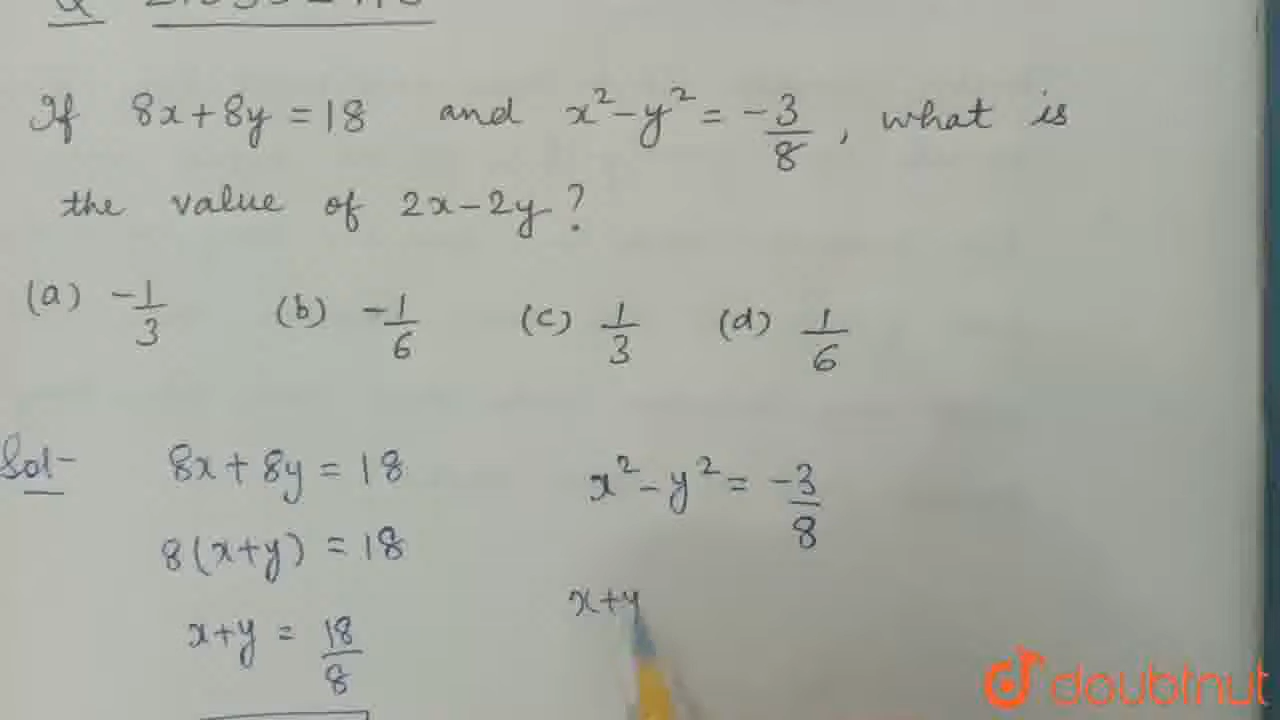 If 8x+8y=18 and x²-y² = -3/8, what is
the value of 2x-2y?
(a) -1/3 (b) -1/6 (c) 1/3 (d) 1/6
Sol-
8x+8y=18
8(x+y) = 18
x+y = 18/8
x²-y² = -3/8
x+y
doubtnut